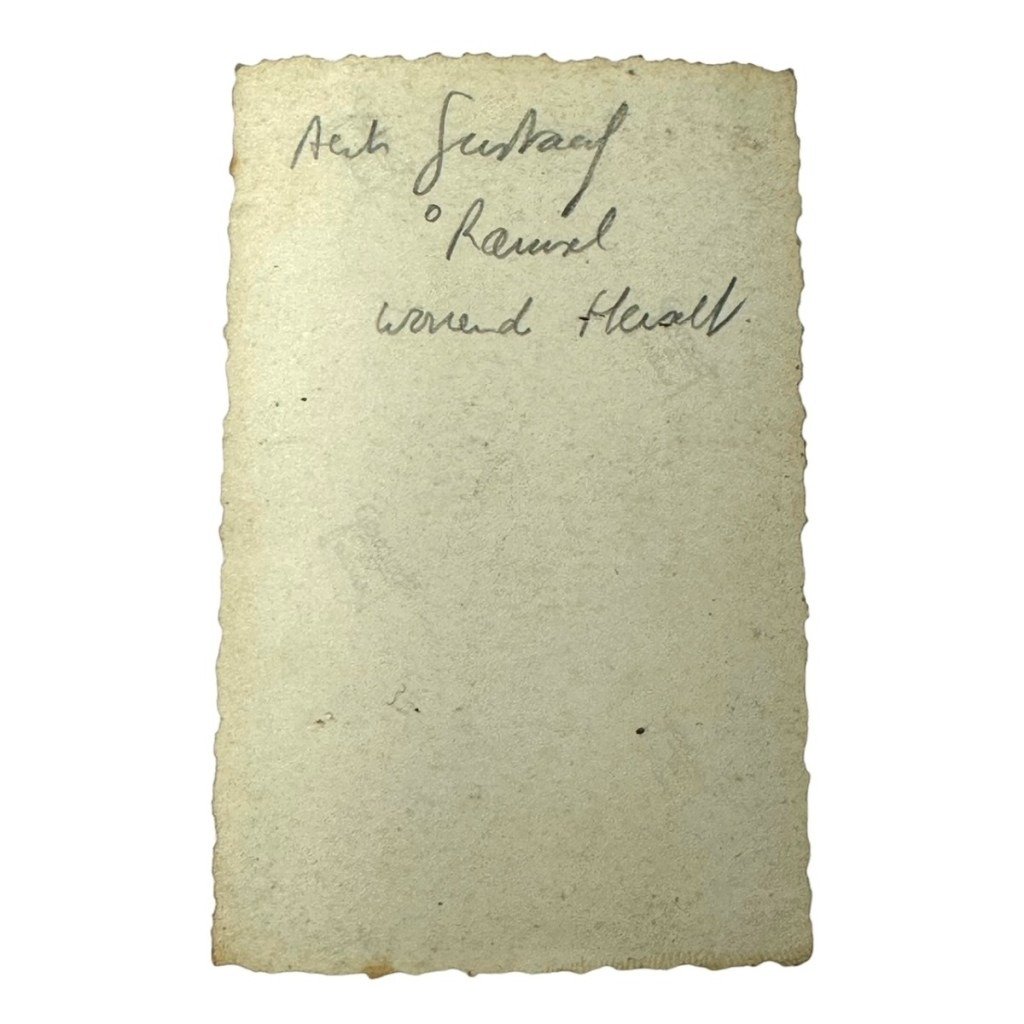 Aerts Gustaaf
° Ramsel
wonend Herselt